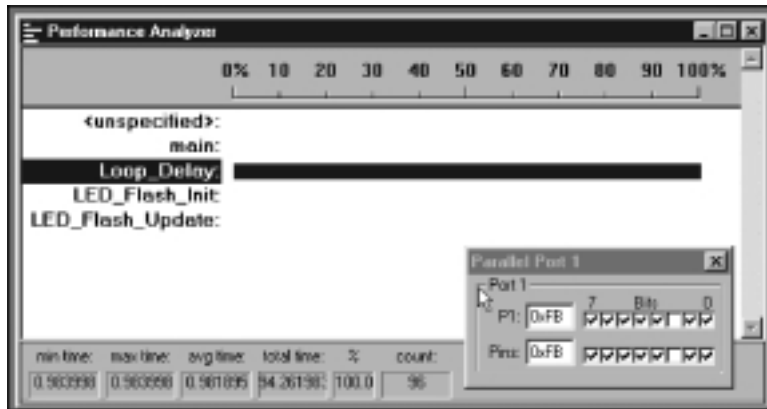 Performance Analyzer
0% 10 20 30 40 50 60 70 80 90 100%
<unspecified>:
main:
Loop_Delay:
LED_Flash_Init:
LED_Flash_Update:
Parallel Port 1
Port 1
7 Bits 0
P1: 0xFB
Pins: 0xFB
min time: max time: avg time: total time: % count:
0.983998 0.983998 0.981895 100.0 96